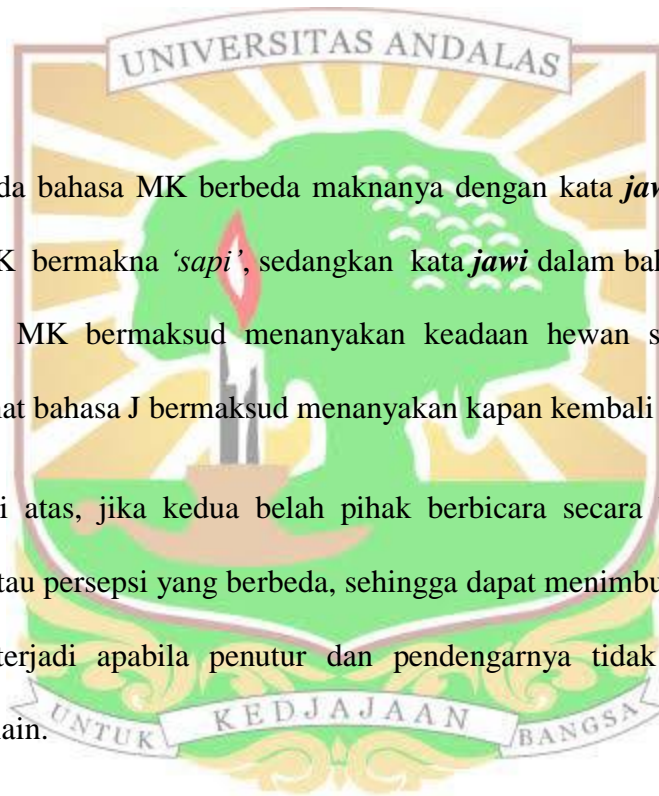 UNIVERSITAS ANDALAS
da bahasa MK berbeda maknanya dengan kata jaw
K bermakna ‘sapi’, sedangkan kata jawi dalam bal
MK bermaksud menanyakan keadaan hewan s
nat bahasa J bermaksud menanyakan kapan kembali
i atas, jika kedua belah pihak berbicara secara
tau persepsi yang berbeda, sehingga dapat menimbu
terjadi apabila penutur dan pendengarnya tidak
ain.
UNTUK KEDJAJAAN BANGSA